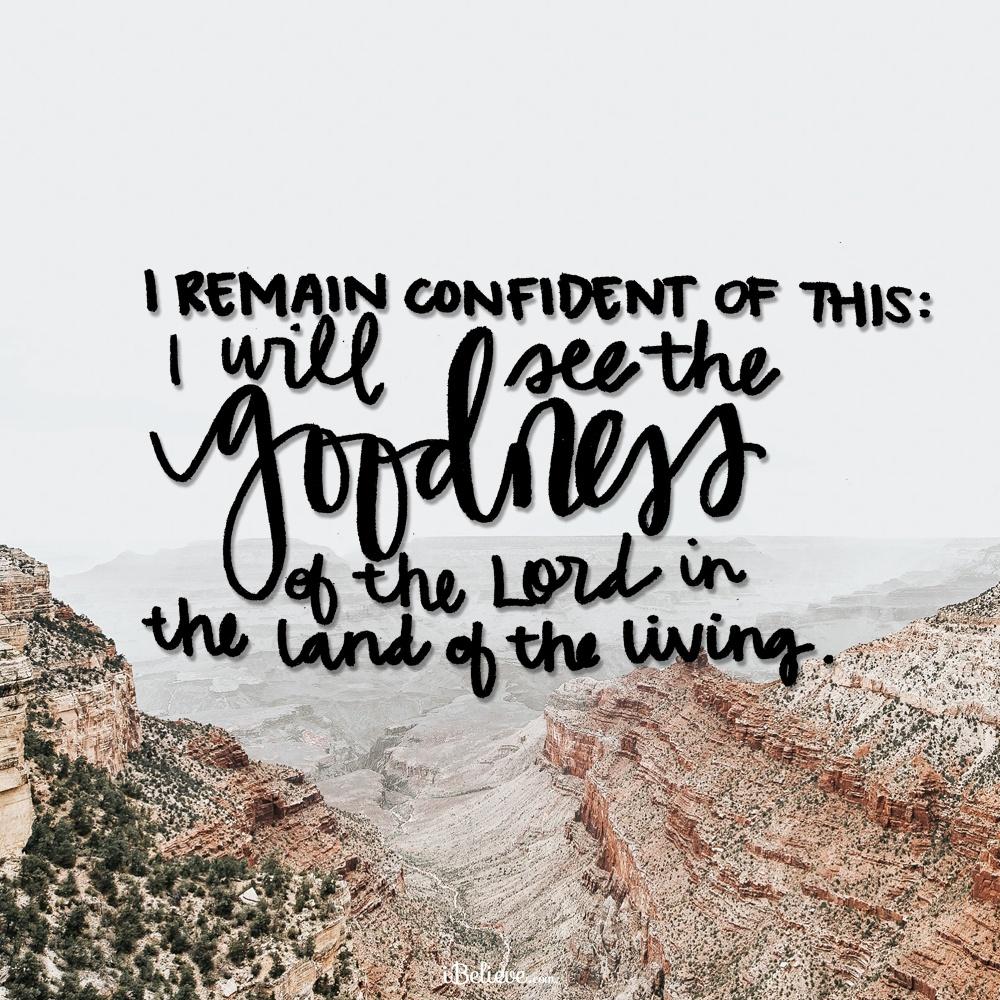 I REMAIN CONFIDENT OF THIS:
I will see the
goodness
of the Lord in
the land of the living.
iBelieve.com